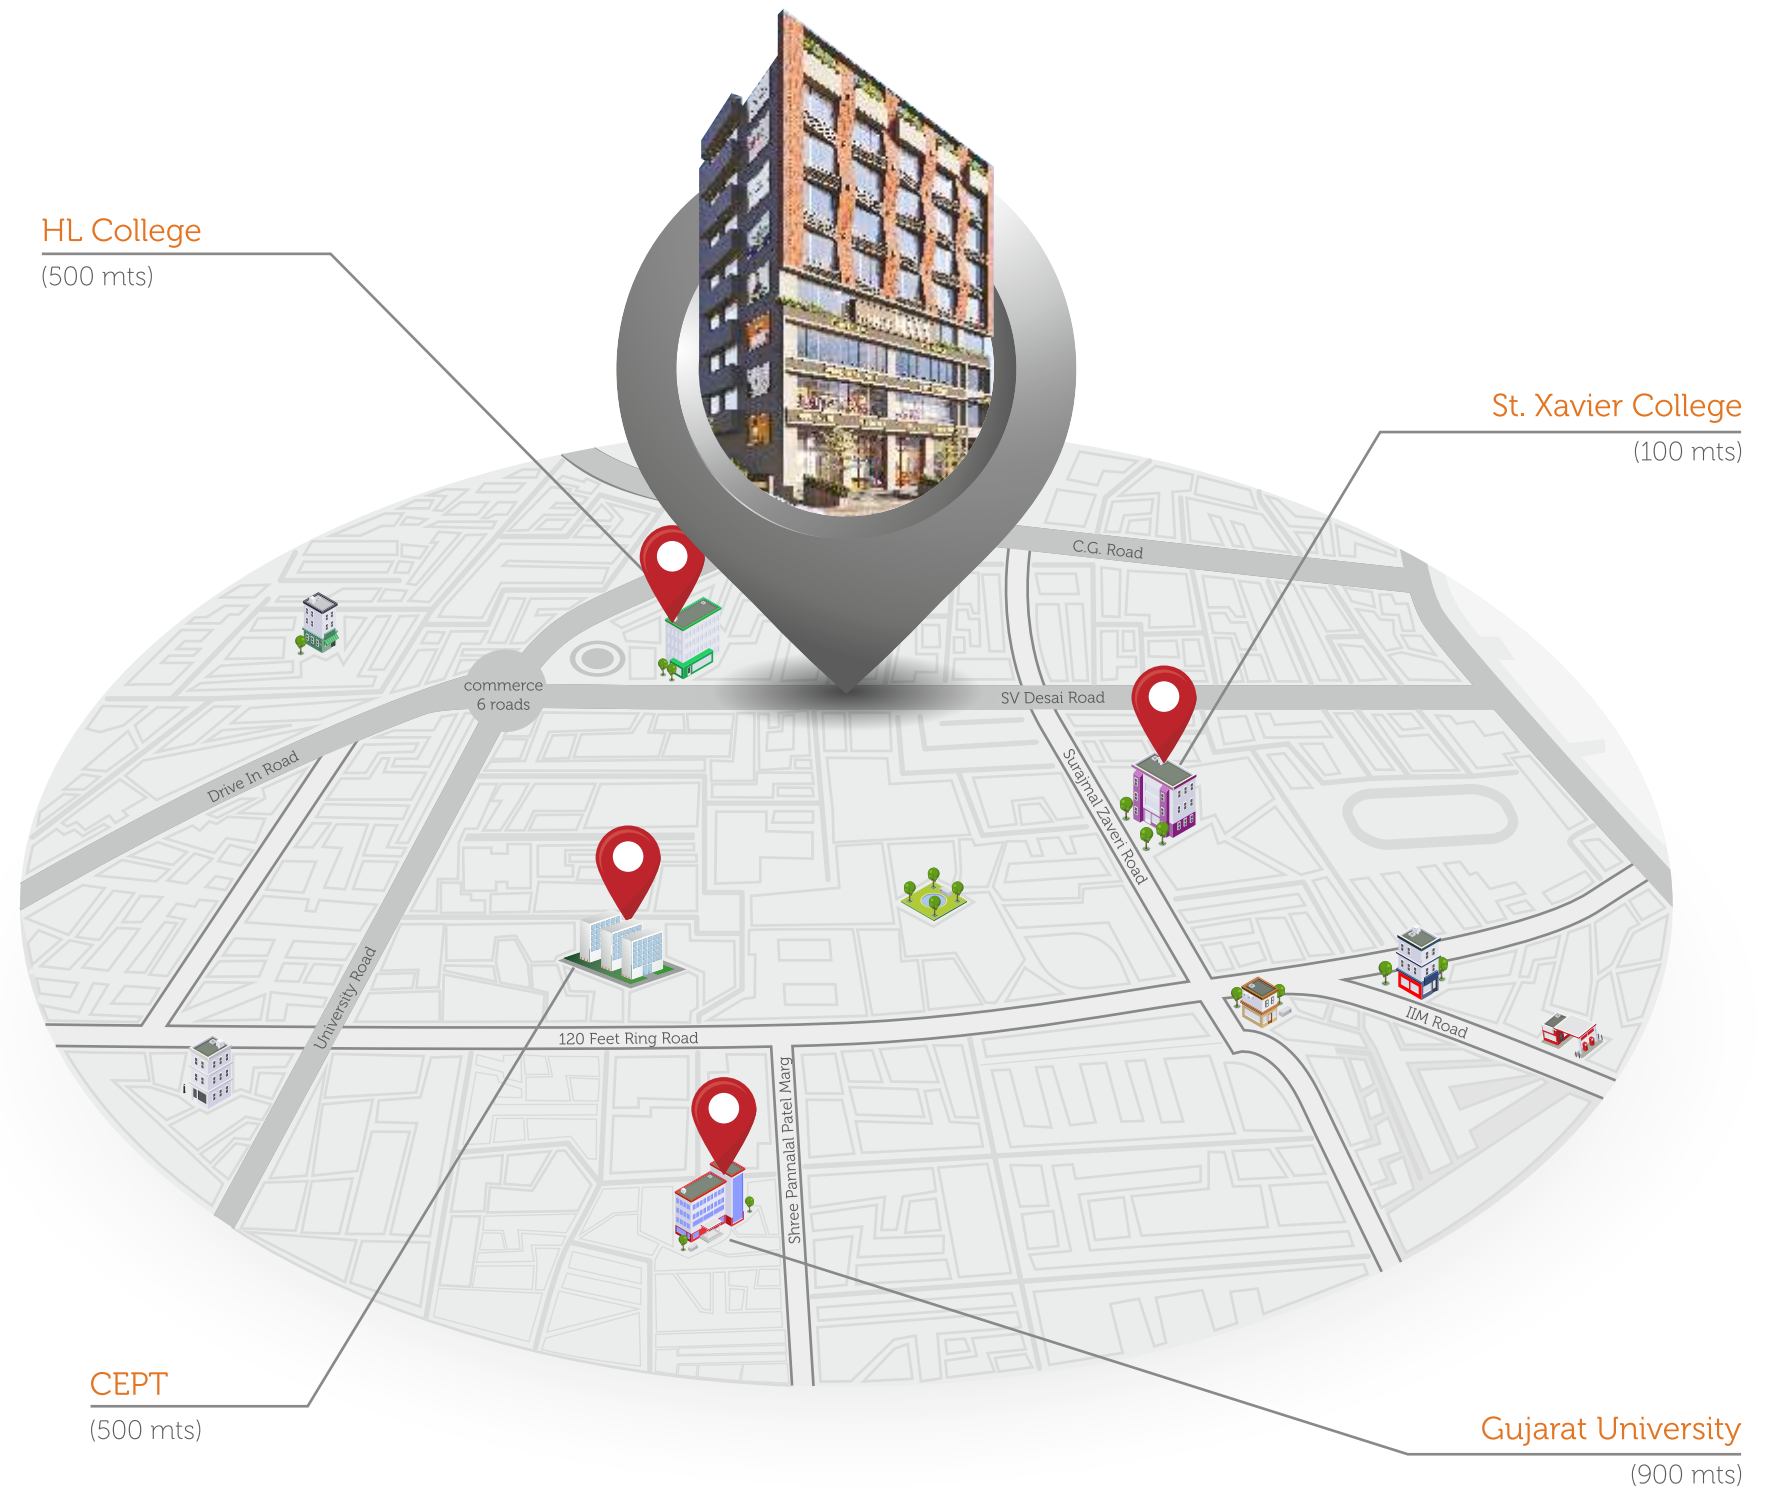 HL College
(500 mts)
St. Xavier College
(100 mts)
C.G. Road
commerce
6 roads
SV Desai Road
Drive In Road
Surajmal Zaveri Road
University Road
IIM Road
120 Feet Ring Road
Shree Pannalal Patel Marg
CEPT
(500 mts)
Gujarat University
(900 mts)